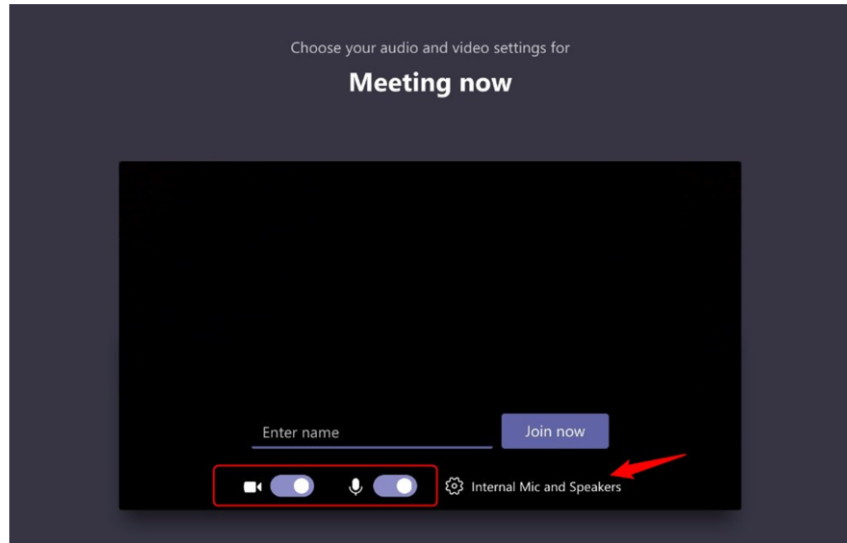 Choose your audio and video settings for
Meeting now
Enter name
Join now
Internal Mic and Speakers